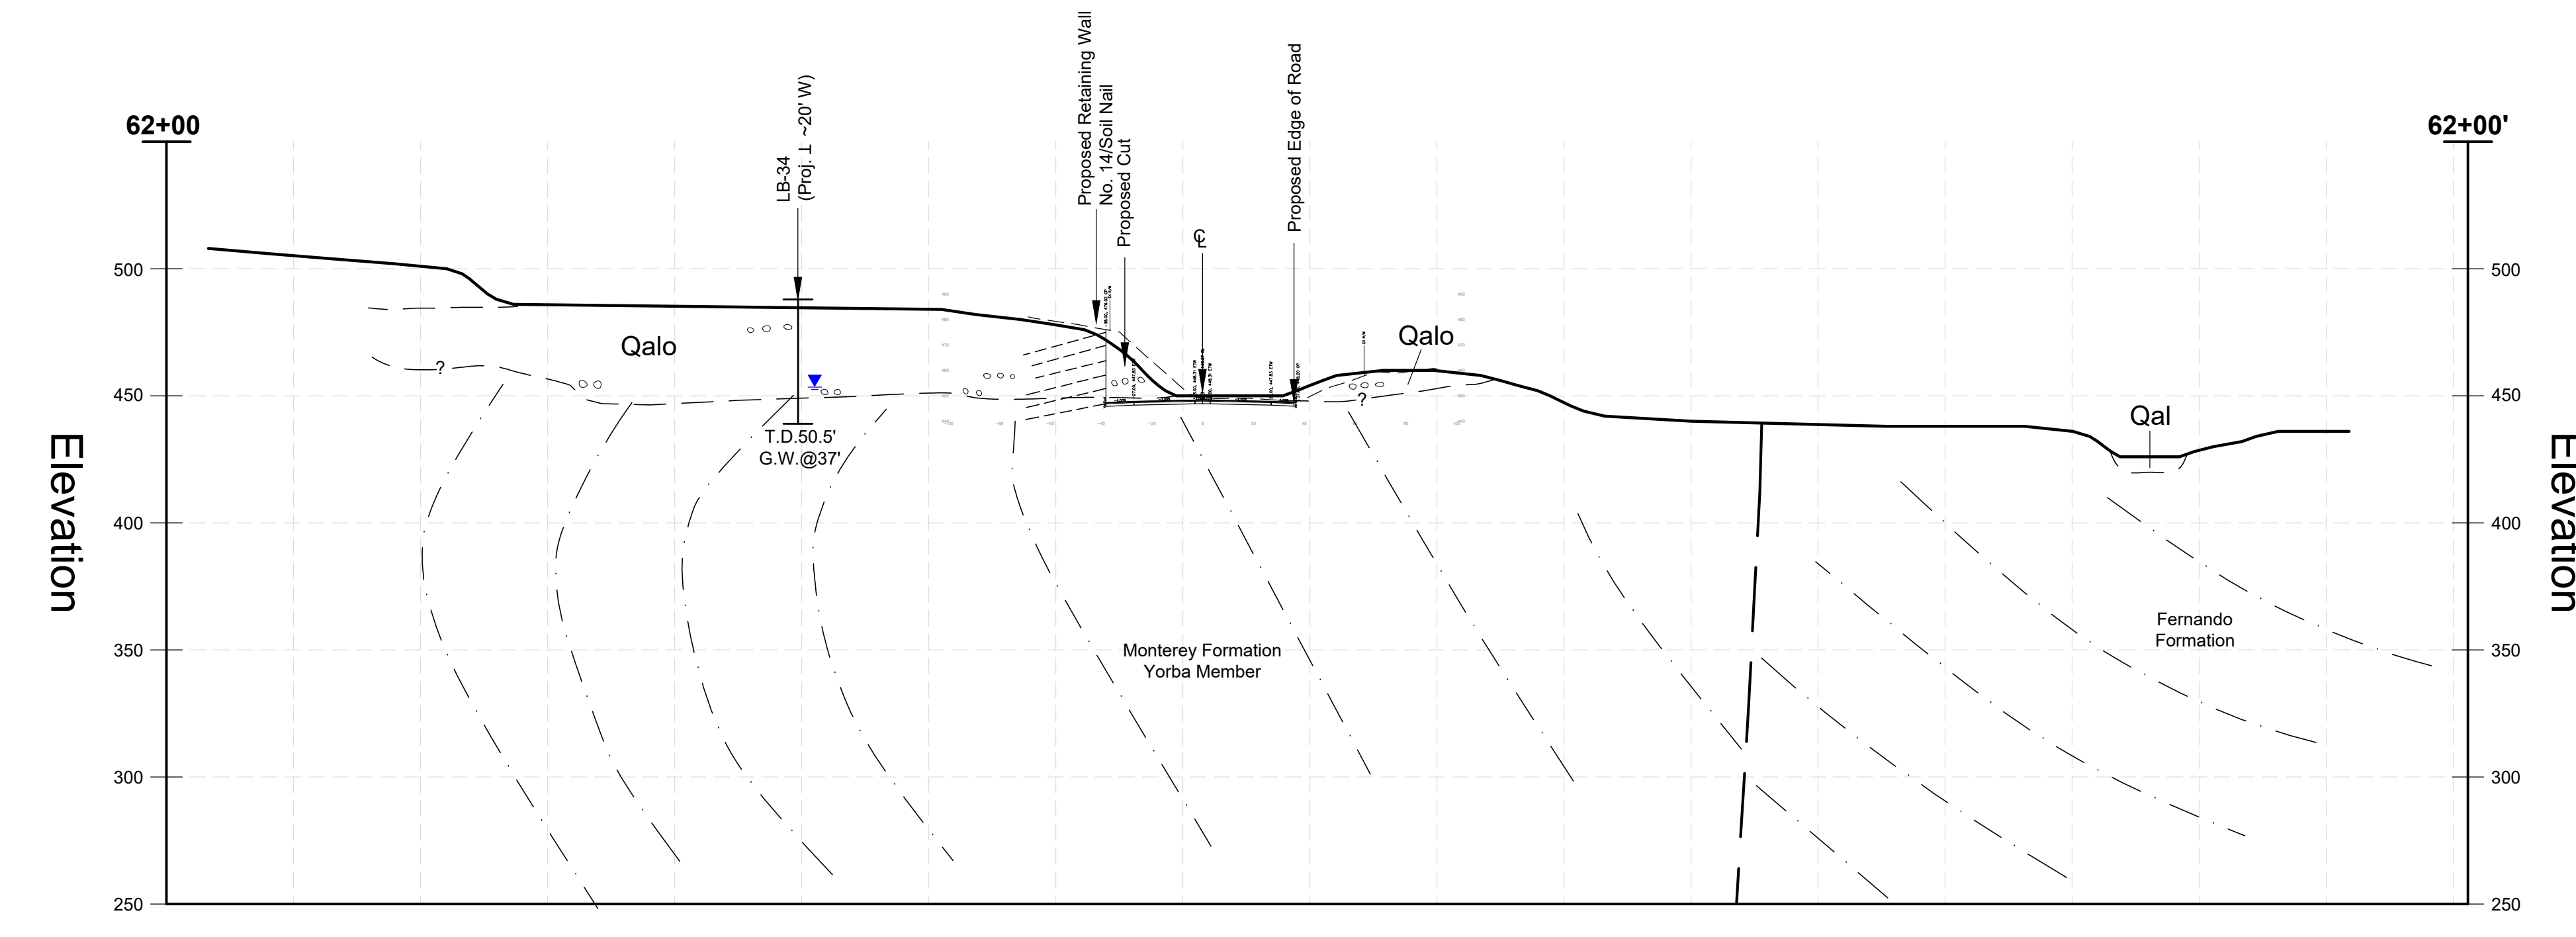 Proposed Retaining Wall
No. 14/Soil Nail
Proposed Cut
Proposed Edge of Road
LB-34
(Proj. ⊥ ~20' W)
62+00
62+00'
℄
500
500
Qalo
Qalo
?
450
450
?
Qal
T.D.50.5'
G.W.@37'
Elevation
Elevation
400
400
Fernando
Formation
350
350
Monterey Formation
Yorba Member
300
300
250
250